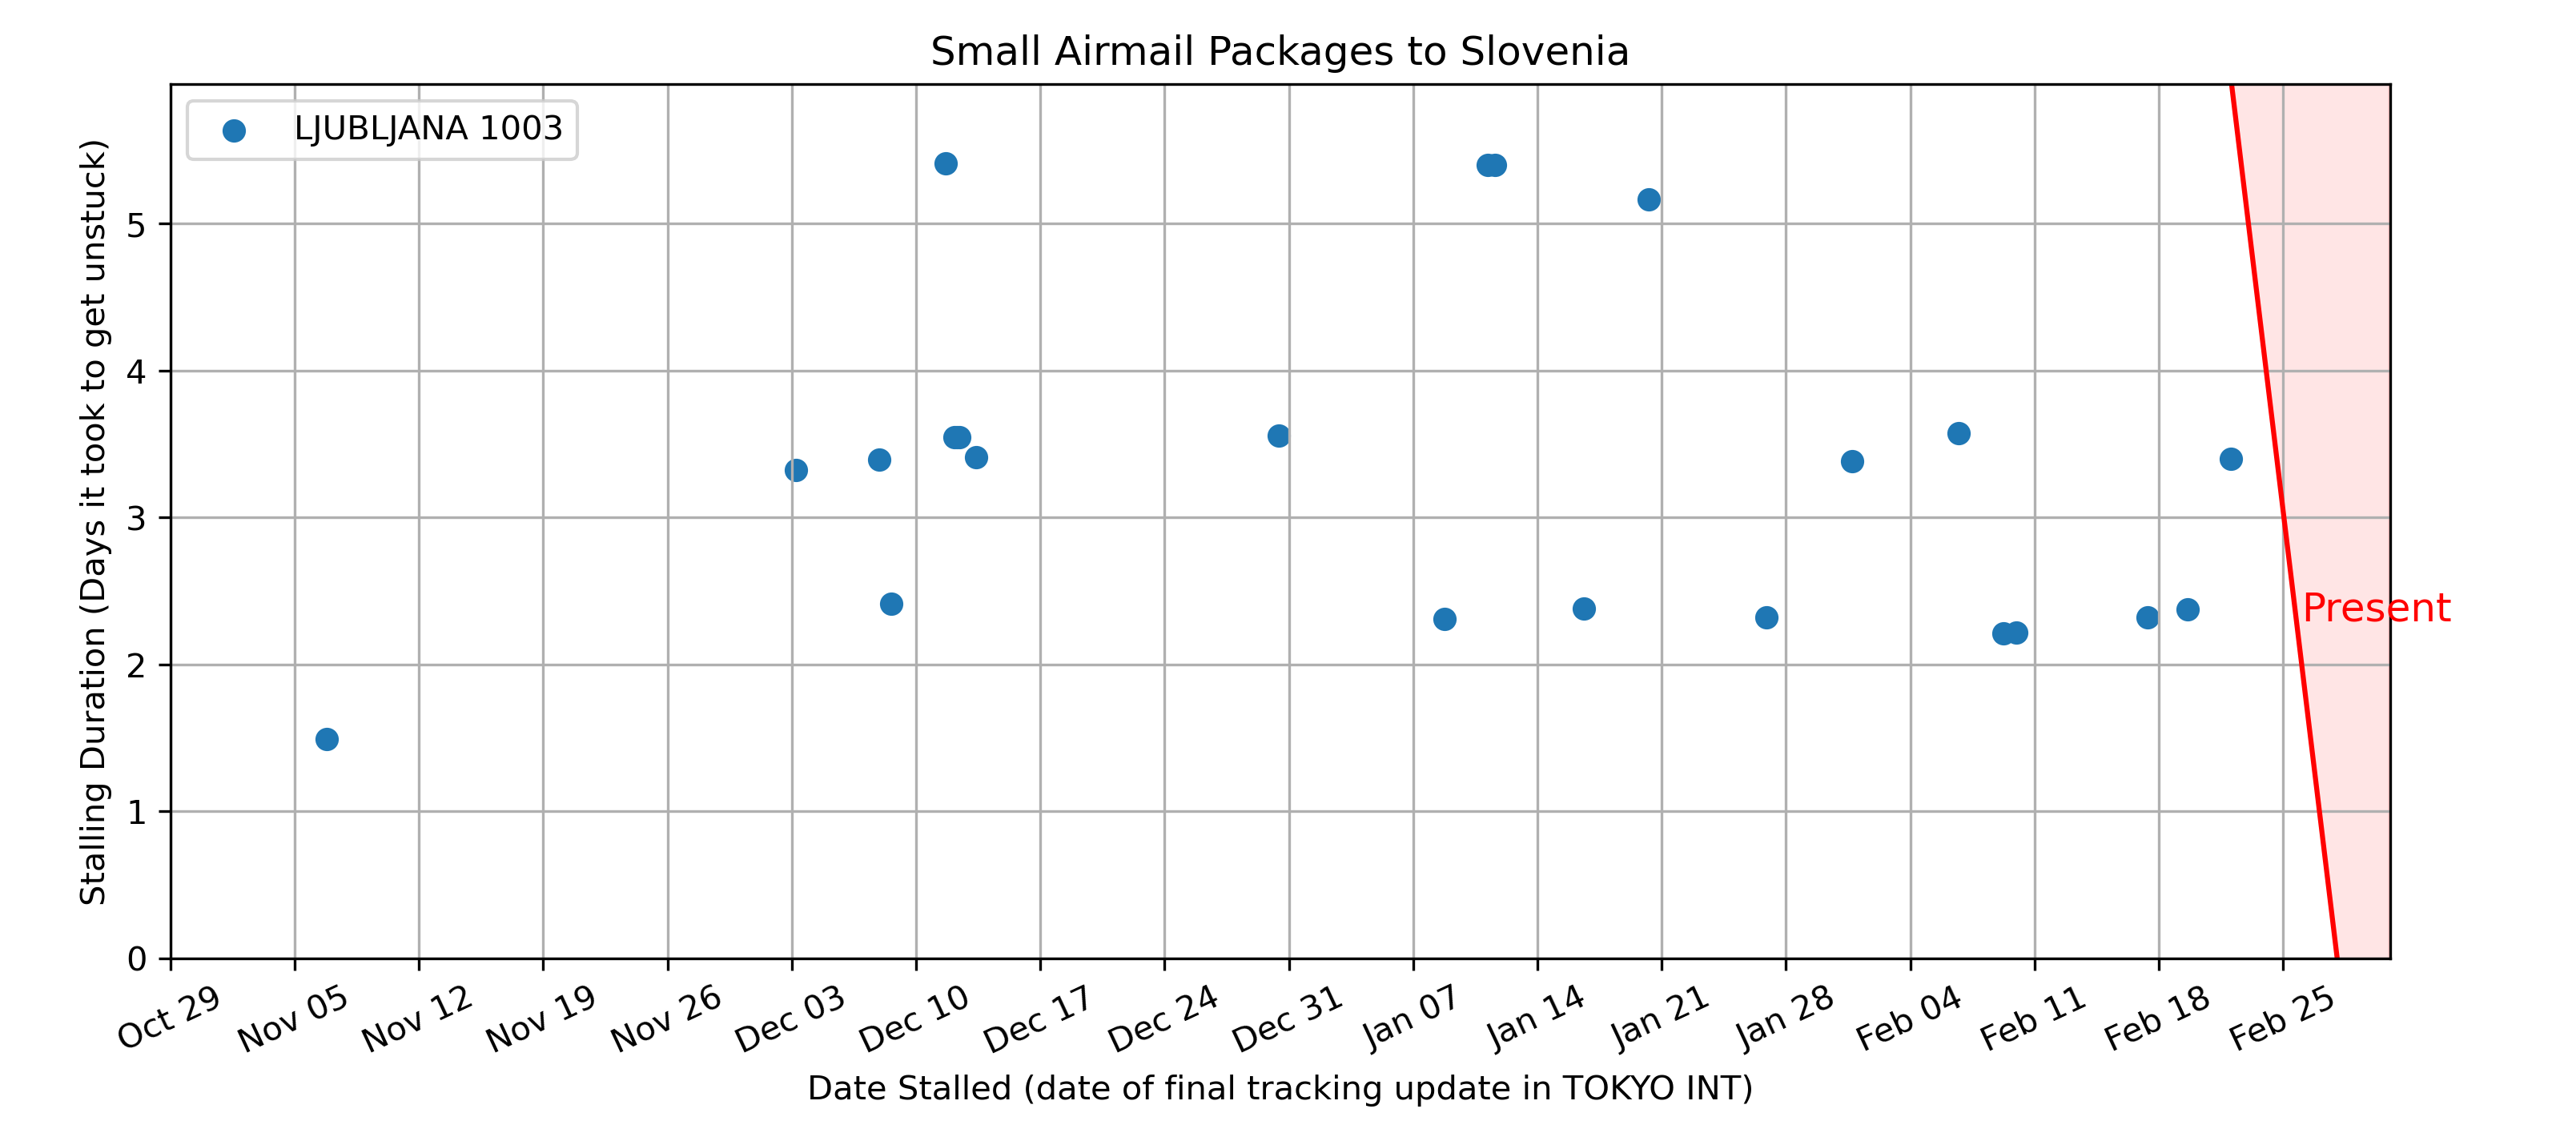 Small Airmail Packages to Slovenia
LJUBLJANA 1003
Stalling Duration (Days it took to get unstuck)
5
4
3
2
1
0
Present
Oct 29
Nov 05
Nov 12
Nov 19
Nov 26
Dec 03
Dec 10
Dec 17
Dec 24
Dec 31
Jan 07
Jan 14
Jan 21
Jan 28
Feb 04
Feb 11
Feb 18
Feb 25
Date Stalled (date of final tracking update in TOKYO INT)